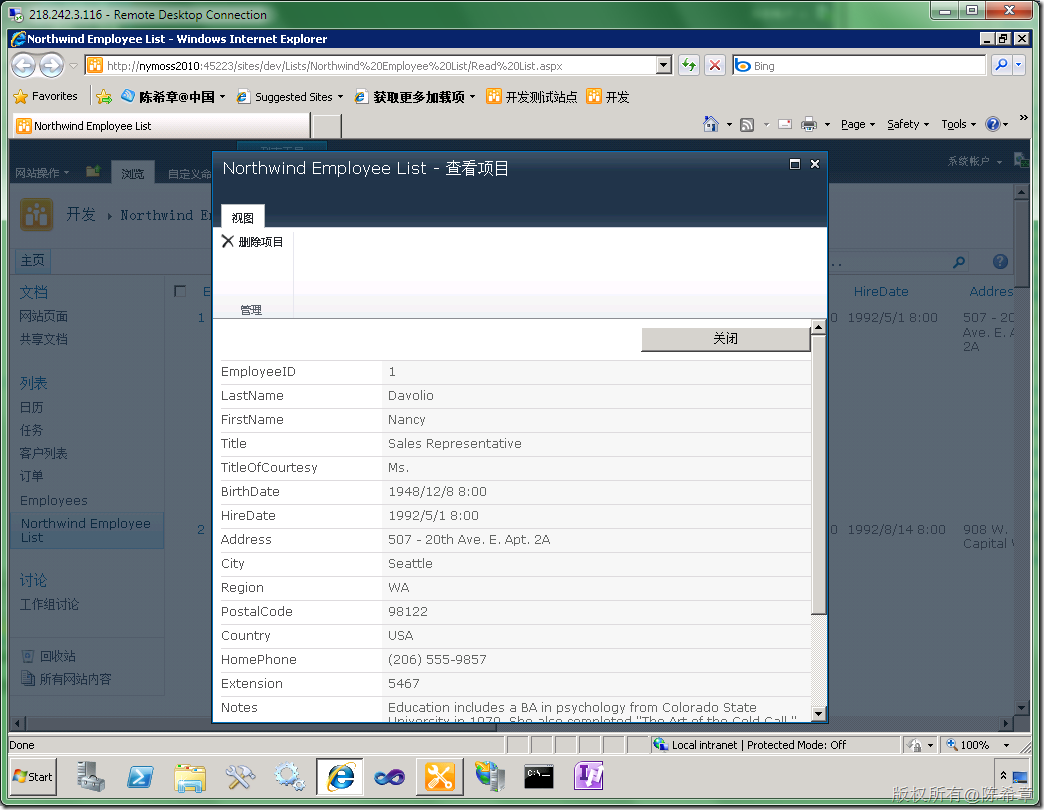 218.242.3.116 - Remote Desktop Connection
Northwind Employee List - Windows Internet Explorer
http://nymoss2010:45223/sites/dev/Lists/Northwind%20Employee%20List/Read%20List.aspx
Bing
Favorites
陈希章@中国
Suggested Sites
获取更多加载项
开发测试站点
开发
Northwind Employee List
Page
Safety
Tools
网站操作
浏览
自定义命
系统帐户
开发
Northwind E
主页
文档
网站页面
共享文档
列表
日历
任务
客户列表
订单
Employees
Northwind Employee
List
讨论
工作组讨论
回收站
所有网站内容
E
1
2
HireDate
Addres
0 1992/5/1 8:00
507 - 20
Ave. E. A
2A
0 1992/8/14 8:00
908 W.
Capital
Northwind Employee List - 查看项目
视图
删除项目
管理
关闭
EmployeeID 1
LastName Davolio
FirstName Nancy
Title Sales Representative
TitleOfCourtesy Ms.
BirthDate 1948/12/8 8:00
HireDate 1992/5/1 8:00
Address 507 - 20th Ave. E. Apt. 2A
City Seattle
Region WA
PostalCode 98122
Country USA
HomePhone (206) 555-9857
Extension 5467
Notes Education includes a BA in psychology from Colorado State
University in 1970. She also completed "The Art of the Cold Call."
Done
Local intranet | Protected Mode: Off
100%
Start
C:\
版权所有@陈希章